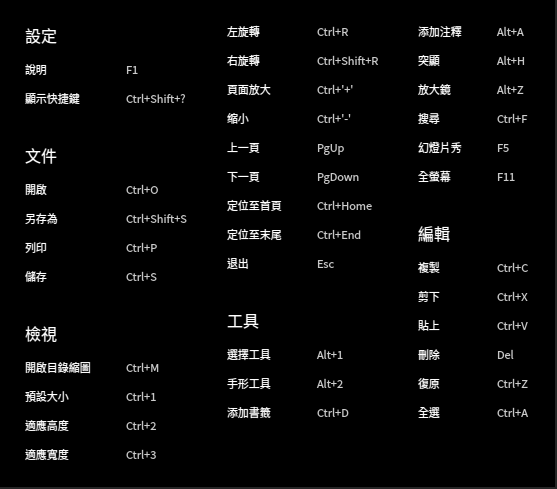 設定
說明 F1
顯示快捷鍵 Ctrl+Shift+?
文件
開啟 Ctrl+O
另存為 Ctrl+Shift+S
列印 Ctrl+P
儲存 Ctrl+S
檢視
開啟目錄縮圖 Ctrl+M
預設大小 Ctrl+1
適應高度 Ctrl+2
適應寬度 Ctrl+3
左旋轉 Ctrl+R
右旋轉 Ctrl+Shift+R
頁面放大 Ctrl+'+'
縮小 Ctrl+'-'
上一頁 PgUp
下一頁 PgDown
定位至首頁 Ctrl+Home
定位至末尾 Ctrl+End
退出 Esc
工具
選擇工具 Alt+1
手形工具 Alt+2
添加書籤 Ctrl+D
添加注釋 Alt+A
突顯 Alt+H
放大鏡 Alt+Z
搜尋 Ctrl+F
幻燈片秀 F5
全螢幕 F11
編輯
複製 Ctrl+C
剪下 Ctrl+X
貼上 Ctrl+V
刪除 Del
復原 Ctrl+Z
全選 Ctrl+A